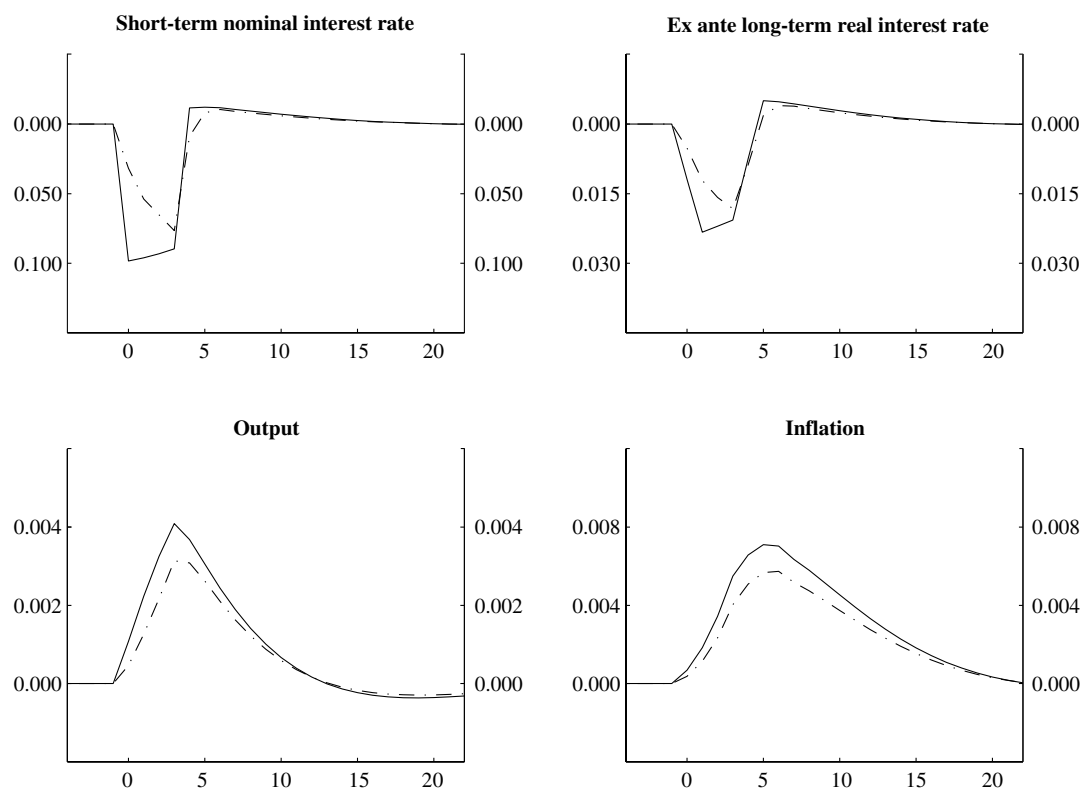 Short-term nominal interest rate
0.000 0.000
0.050 0.050
0.100 0.100
0 5 10 15 20
Ex ante long-term real interest rate
0.000 0.000
0.015 0.015
0.030 0.030
0 5 10 15 20
Output
0.004 0.004
0.002 0.002
0.000 0.000
0 5 10 15 20
Inflation
0.008 0.008
0.004 0.004
0.000 0.000
0 5 10 15 20